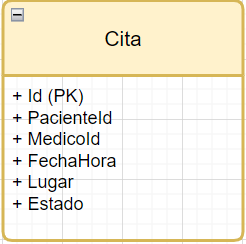 Cita
+ Id (PK)
+ PacienteId
+ MedicoId
+ FechaHora
+ Lugar
+ Estado